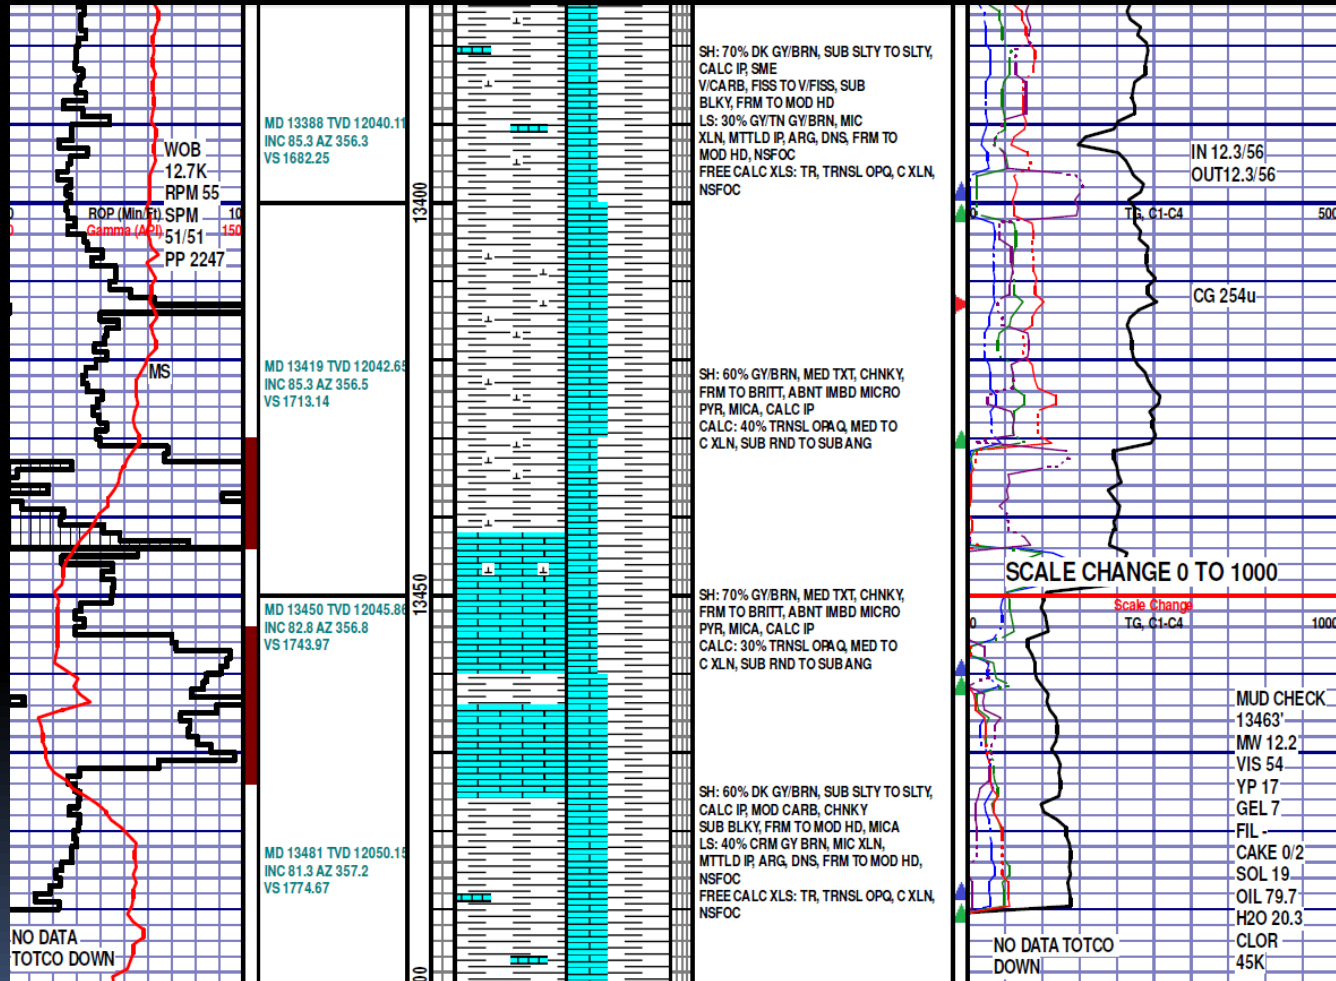 WOB
12.7K
RPM 55
ROP (Min/Ft) SPM 10
Gamma (API) 150
51/51
PP 2247
MS
NO DATA
TOTCO DOWN
MD 13388 TVD 12040.11
INC 85.3 AZ 356.3
VS 1682.25
MD 13419 TVD 12042.65
INC 85.3 AZ 356.5
VS 1713.14
MD 13450 TVD 12045.86
INC 82.8 AZ 356.8
VS 1743.97
MD 13481 TVD 12050.15
INC 81.3 AZ 357.2
VS 1774.67
13400
13450
SH: 70% DK GY/BRN, SUB SLTY TO SLTY,
CALC IP, SME
V/CARB, FISS TO V/FISS, SUB
BLKY, FRM TO MOD HD
LS: 30% GY/TN GY/BRN, MIC
XLN, MTTLD IP, ARG, DNS, FRM TO
MOD HD, NSFOC
FREE CALC XLS: TR, TRNSL OPQ, C XLN,
NSFOC
SH: 60% GY/BRN, MED TXT, CHNKY,
FRM TO BRITT, ABNT IMBD MICRO
PYR, MICA, CALC IP
CALC: 40% TRNSL OPAQ, MED TO
C XLN, SUB RND TO SUB ANG
SH: 70% GY/BRN, MED TXT, CHNKY,
FRM TO BRITT, ABNT IMBD MICRO
PYR, MICA, CALC IP
CALC: 30% TRNSL OPAQ, MED TO
C XLN, SUB RND TO SUB ANG
SH: 60% DK GY/BRN, SUB SLTY TO SLTY,
CALC IP, MOD CARB, CHNKY
SUB BLKY, FRM TO MOD HD, MICA
LS: 40% CRM GY BRN, MIC XLN,
MTTLD IP, ARG, DNS, FRM TO MOD HD,
NSFOC
FREE CALC XLS: TR, TRNSL OPQ, C XLN,
NSFOC
IN 12.3/56
OUT12.3/56
0 TG, C1-C4 500
CG 254u
SCALE CHANGE 0 TO 1000
Scale Change
0 TG, C1-C4 1000
MUD CHECK
13463'
MW 12.2
VIS 54
YP 17
GEL 7
FIL -
CAKE 0/2
SOL 19
OIL 79.7
H2O 20.3
CLOR
45K
NO DATA TOTCO
DOWN